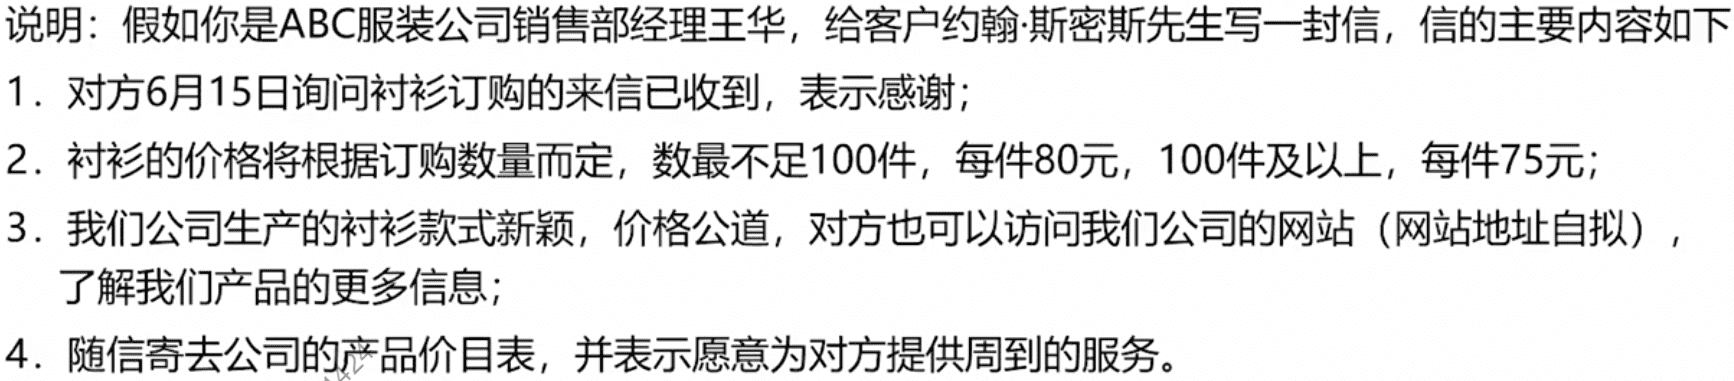 说明：假如你是ABC服装公司销售部经理王华，给客户约翰·斯密斯先生写一封信，信的主要内容如下
1．对方6月15日询问衬衫订购的来信已收到，表示感谢；
2．衬衫的价格将根据订购数量而定，数最不足100件，每件80元，100件及以上，每件75元；
3．我们公司生产的衬衫款式新颖，价格公道，对方也可以访问我们公司的网站（网站地址自拟），
了解我们产品的更多信息；
4．随信寄去公司的产品价目表，并表示愿意为对方提供周到的服务。